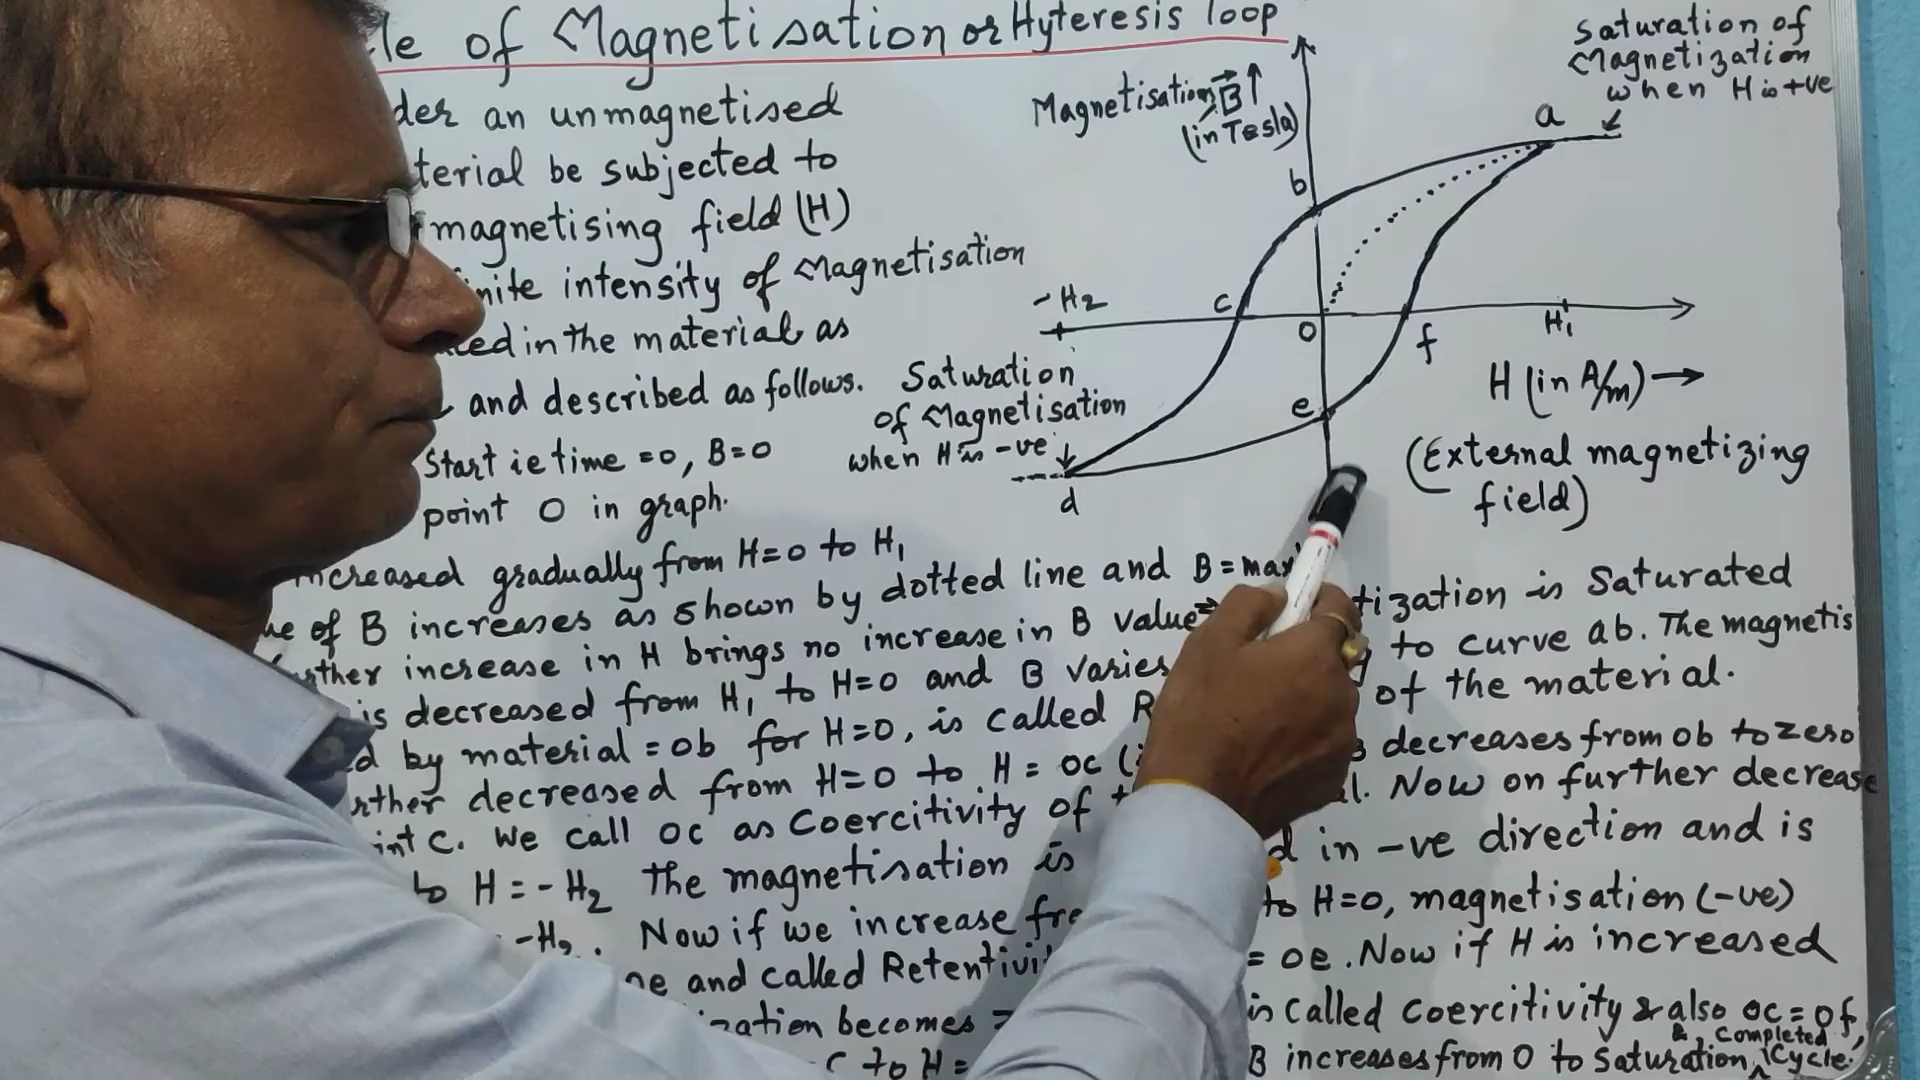 le of Magnetisation or Hyteresis loop
der an unmagnetised
terial be subjected to
magnetising field (H)
nite intensity of Magnetisation
ced in the material as
and described as follows.
Start ie time = 0, B = 0
point O in graph.
Magnetisation, B ↑
(in Tesla)
Saturation of
Magnetization
when H is +ve
a
b
-H2
c
O
f
H1
H (in A/m) →
(External magnetizing
field)
e
Saturation
of Magnetisation
when H is -ve
d
ncreased gradually from H=0 to H1
ue of B increases as shown by dotted line and B = max tization is Saturated
rther increase in H brings no increase in B value to curve ab. The magnetis
is decreased from H1 to H=0 and B varies of the material.
d by material = ob for H=0, is called R decreases from ob to zero
rther decreased from H=0 to H = oc ( al. Now on further decrease
int C. We call oc as Coercitivity of d in -ve direction and is
to H = -H2 The magnetisation is to H=0, magnetisation (-ve)
-H2. Now if we increase fr = oe. Now if H is increased
oe and called Retentivi is called Coercitivity & also oc = of,
ization becomes = & completed
C to H = B increases from 0 to Saturation, cycle.